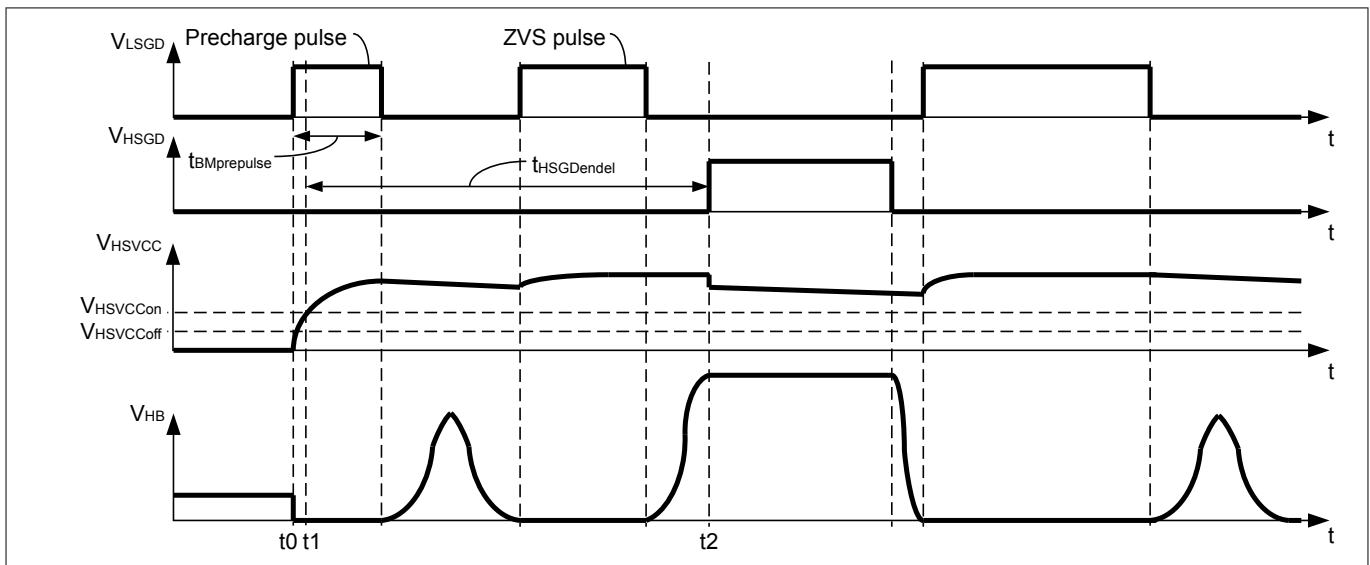 VLSGD
Precharge pulse
ZVS pulse
t
VHSGD
tBMprepulse
tHSGDendel
t
VHSVCC
VHSVCCon
VHSVCCoff
t
VHB
t0 t1
t2
t